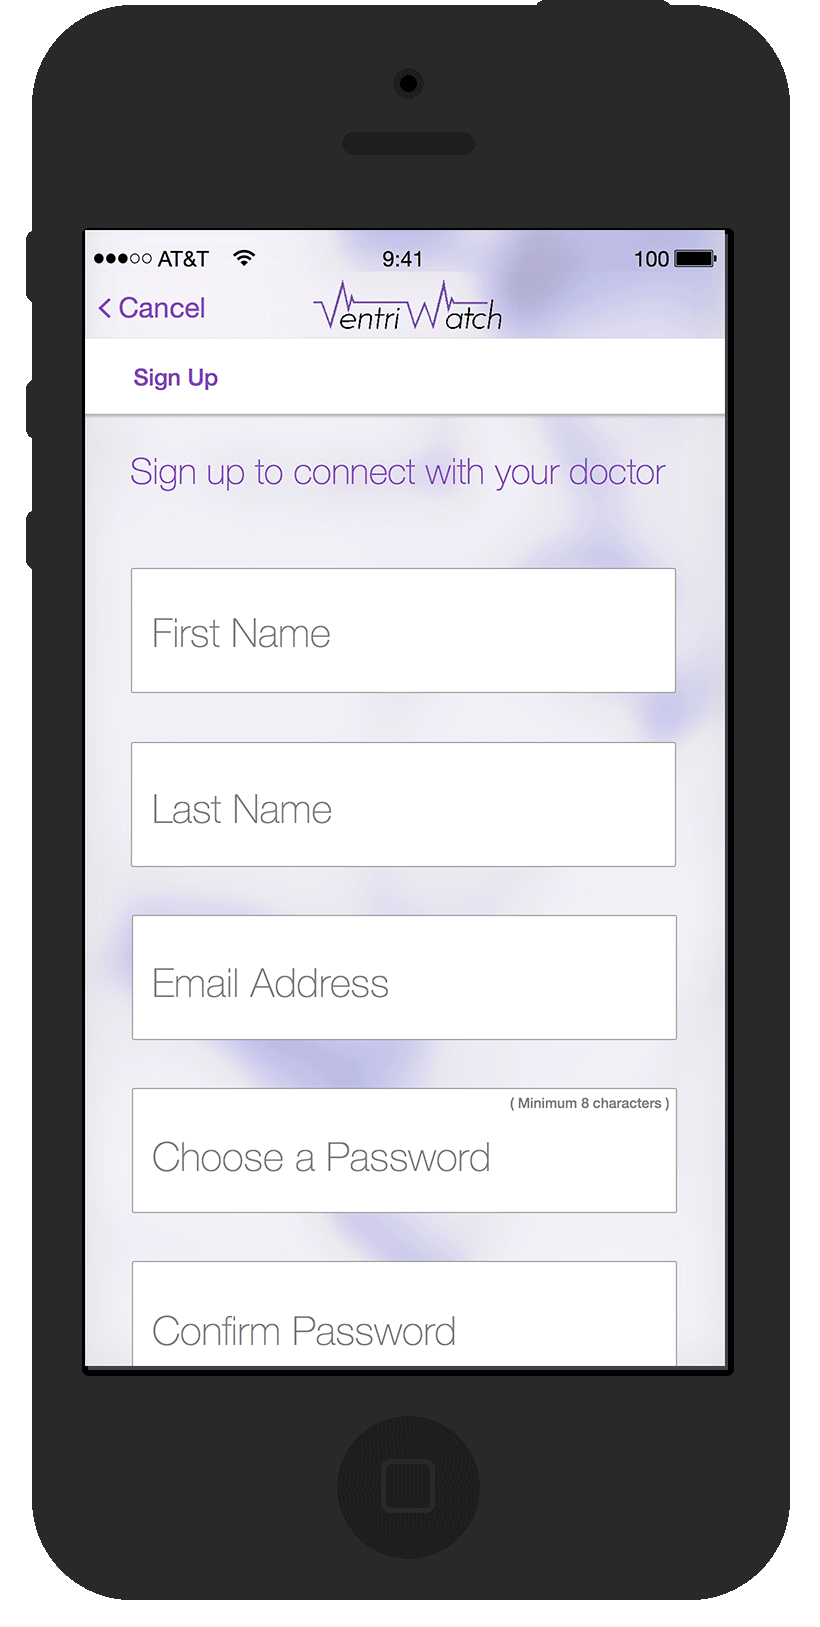 AT&T 9:41 100
Cancel VentriWatch
Sign Up
Sign up to connect with your doctor
First Name
Last Name
Email Address
( Minimum 8 characters )
Choose a Password
Confirm Password